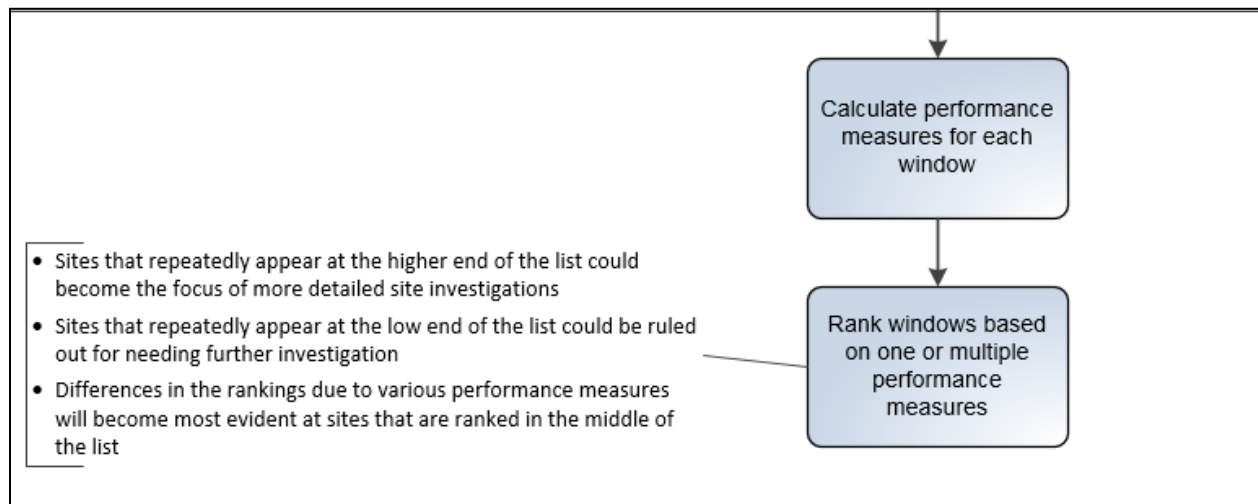 Calculate performance
measures for each
window
• Sites that repeatedly appear at the higher end of the list could
become the focus of more detailed site investigations
• Sites that repeatedly appear at the low end of the list could be ruled
out for needing further investigation
• Differences in the rankings due to various performance measures
will become most evident at sites that are ranked in the middle of
the list
Rank windows based
on one or multiple
performance
measures